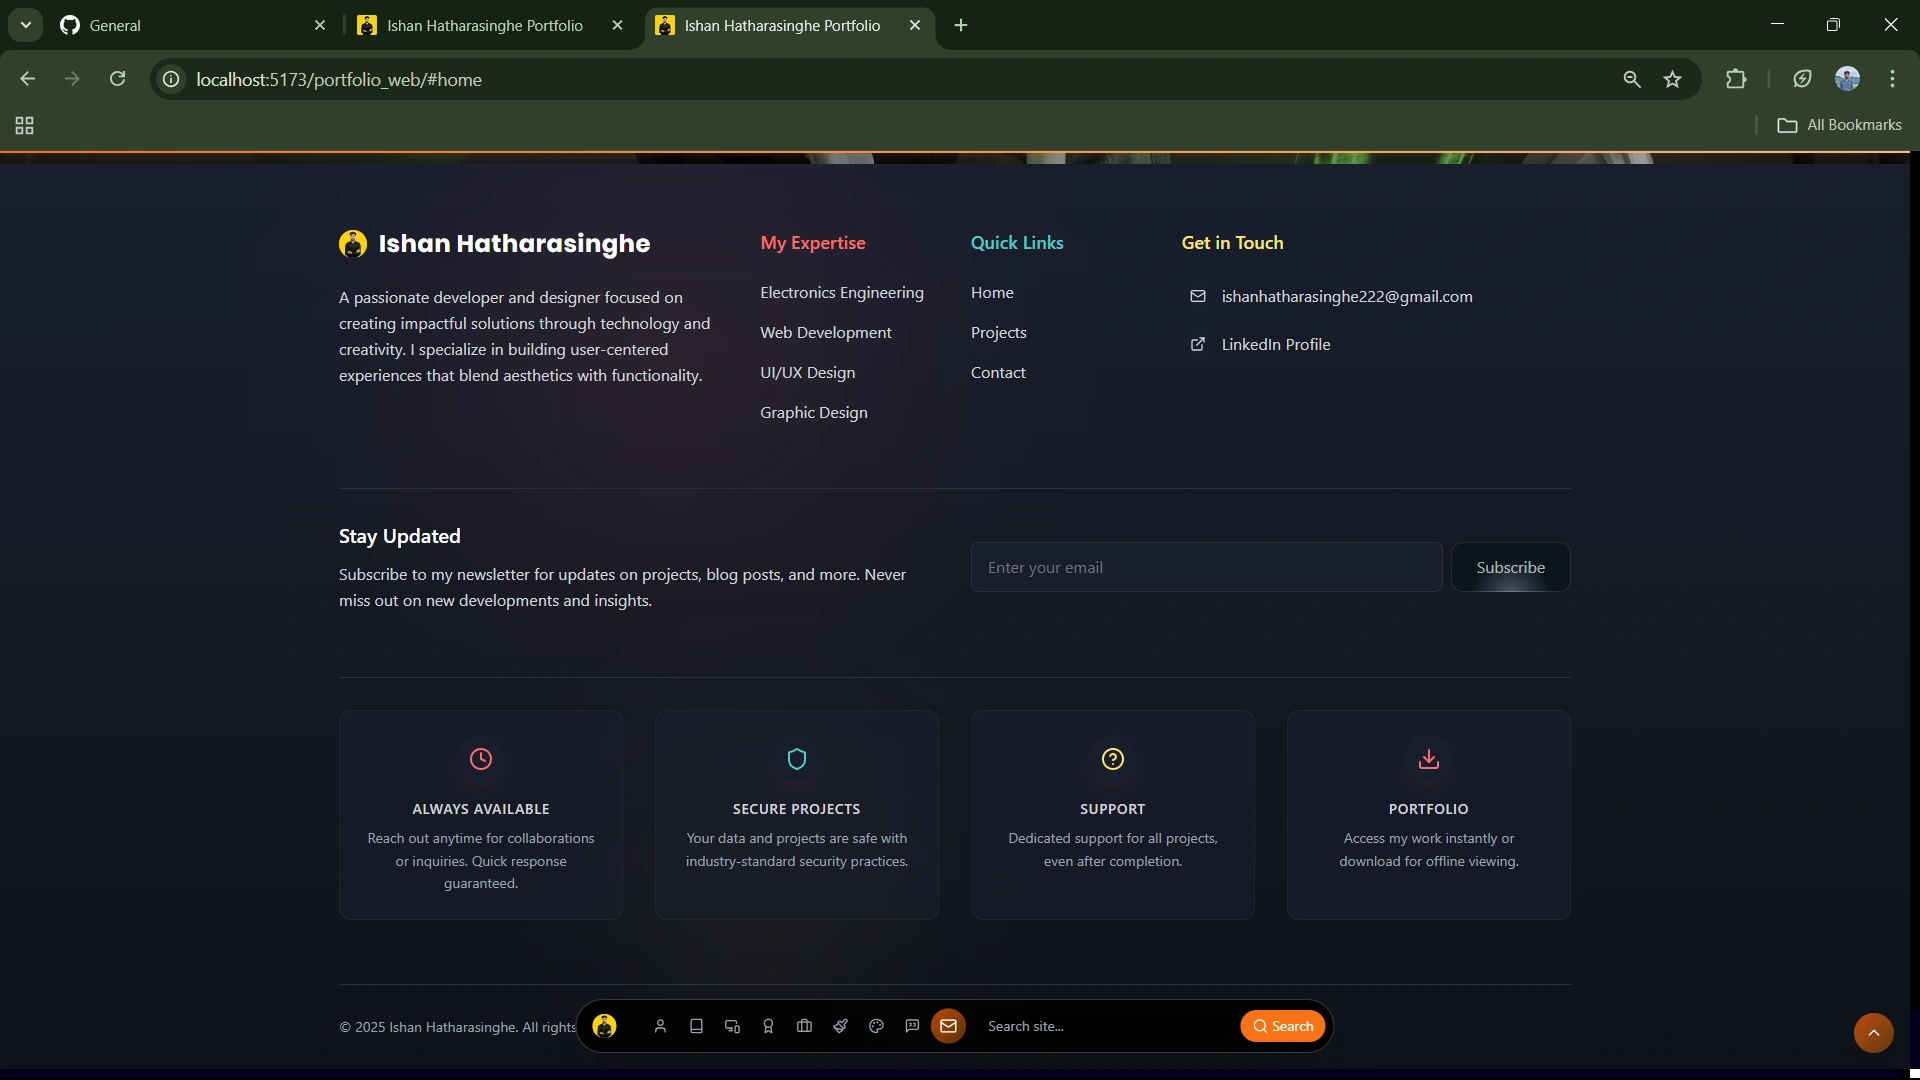 General
Ishan Hatharasinghe Portfolio
Ishan Hatharasinghe Portfolio
localhost:5173/portfolio_web/#home
All Bookmarks
Ishan Hatharasinghe
A passionate developer and designer focused on
creating impactful solutions through technology and
creativity. I specialize in building user-centered
experiences that blend aesthetics with functionality.
My Expertise
Electronics Engineering
Web Development
UI/UX Design
Graphic Design
Quick Links
Home
Projects
Contact
Get in Touch
ishanhatharasinghe222@gmail.com
LinkedIn Profile
Stay Updated
Subscribe to my newsletter for updates on projects, blog posts, and more. Never
miss out on new developments and insights.
Enter your email
Subscribe
ALWAYS AVAILABLE
Reach out anytime for collaborations
or inquiries. Quick response
guaranteed.
SECURE PROJECTS
Your data and projects are safe with
industry-standard security practices.
SUPPORT
Dedicated support for all projects,
even after completion.
PORTFOLIO
Access my work instantly or
download for offline viewing.
© 2025 Ishan Hatharasinghe. All rights
Search site...
Search